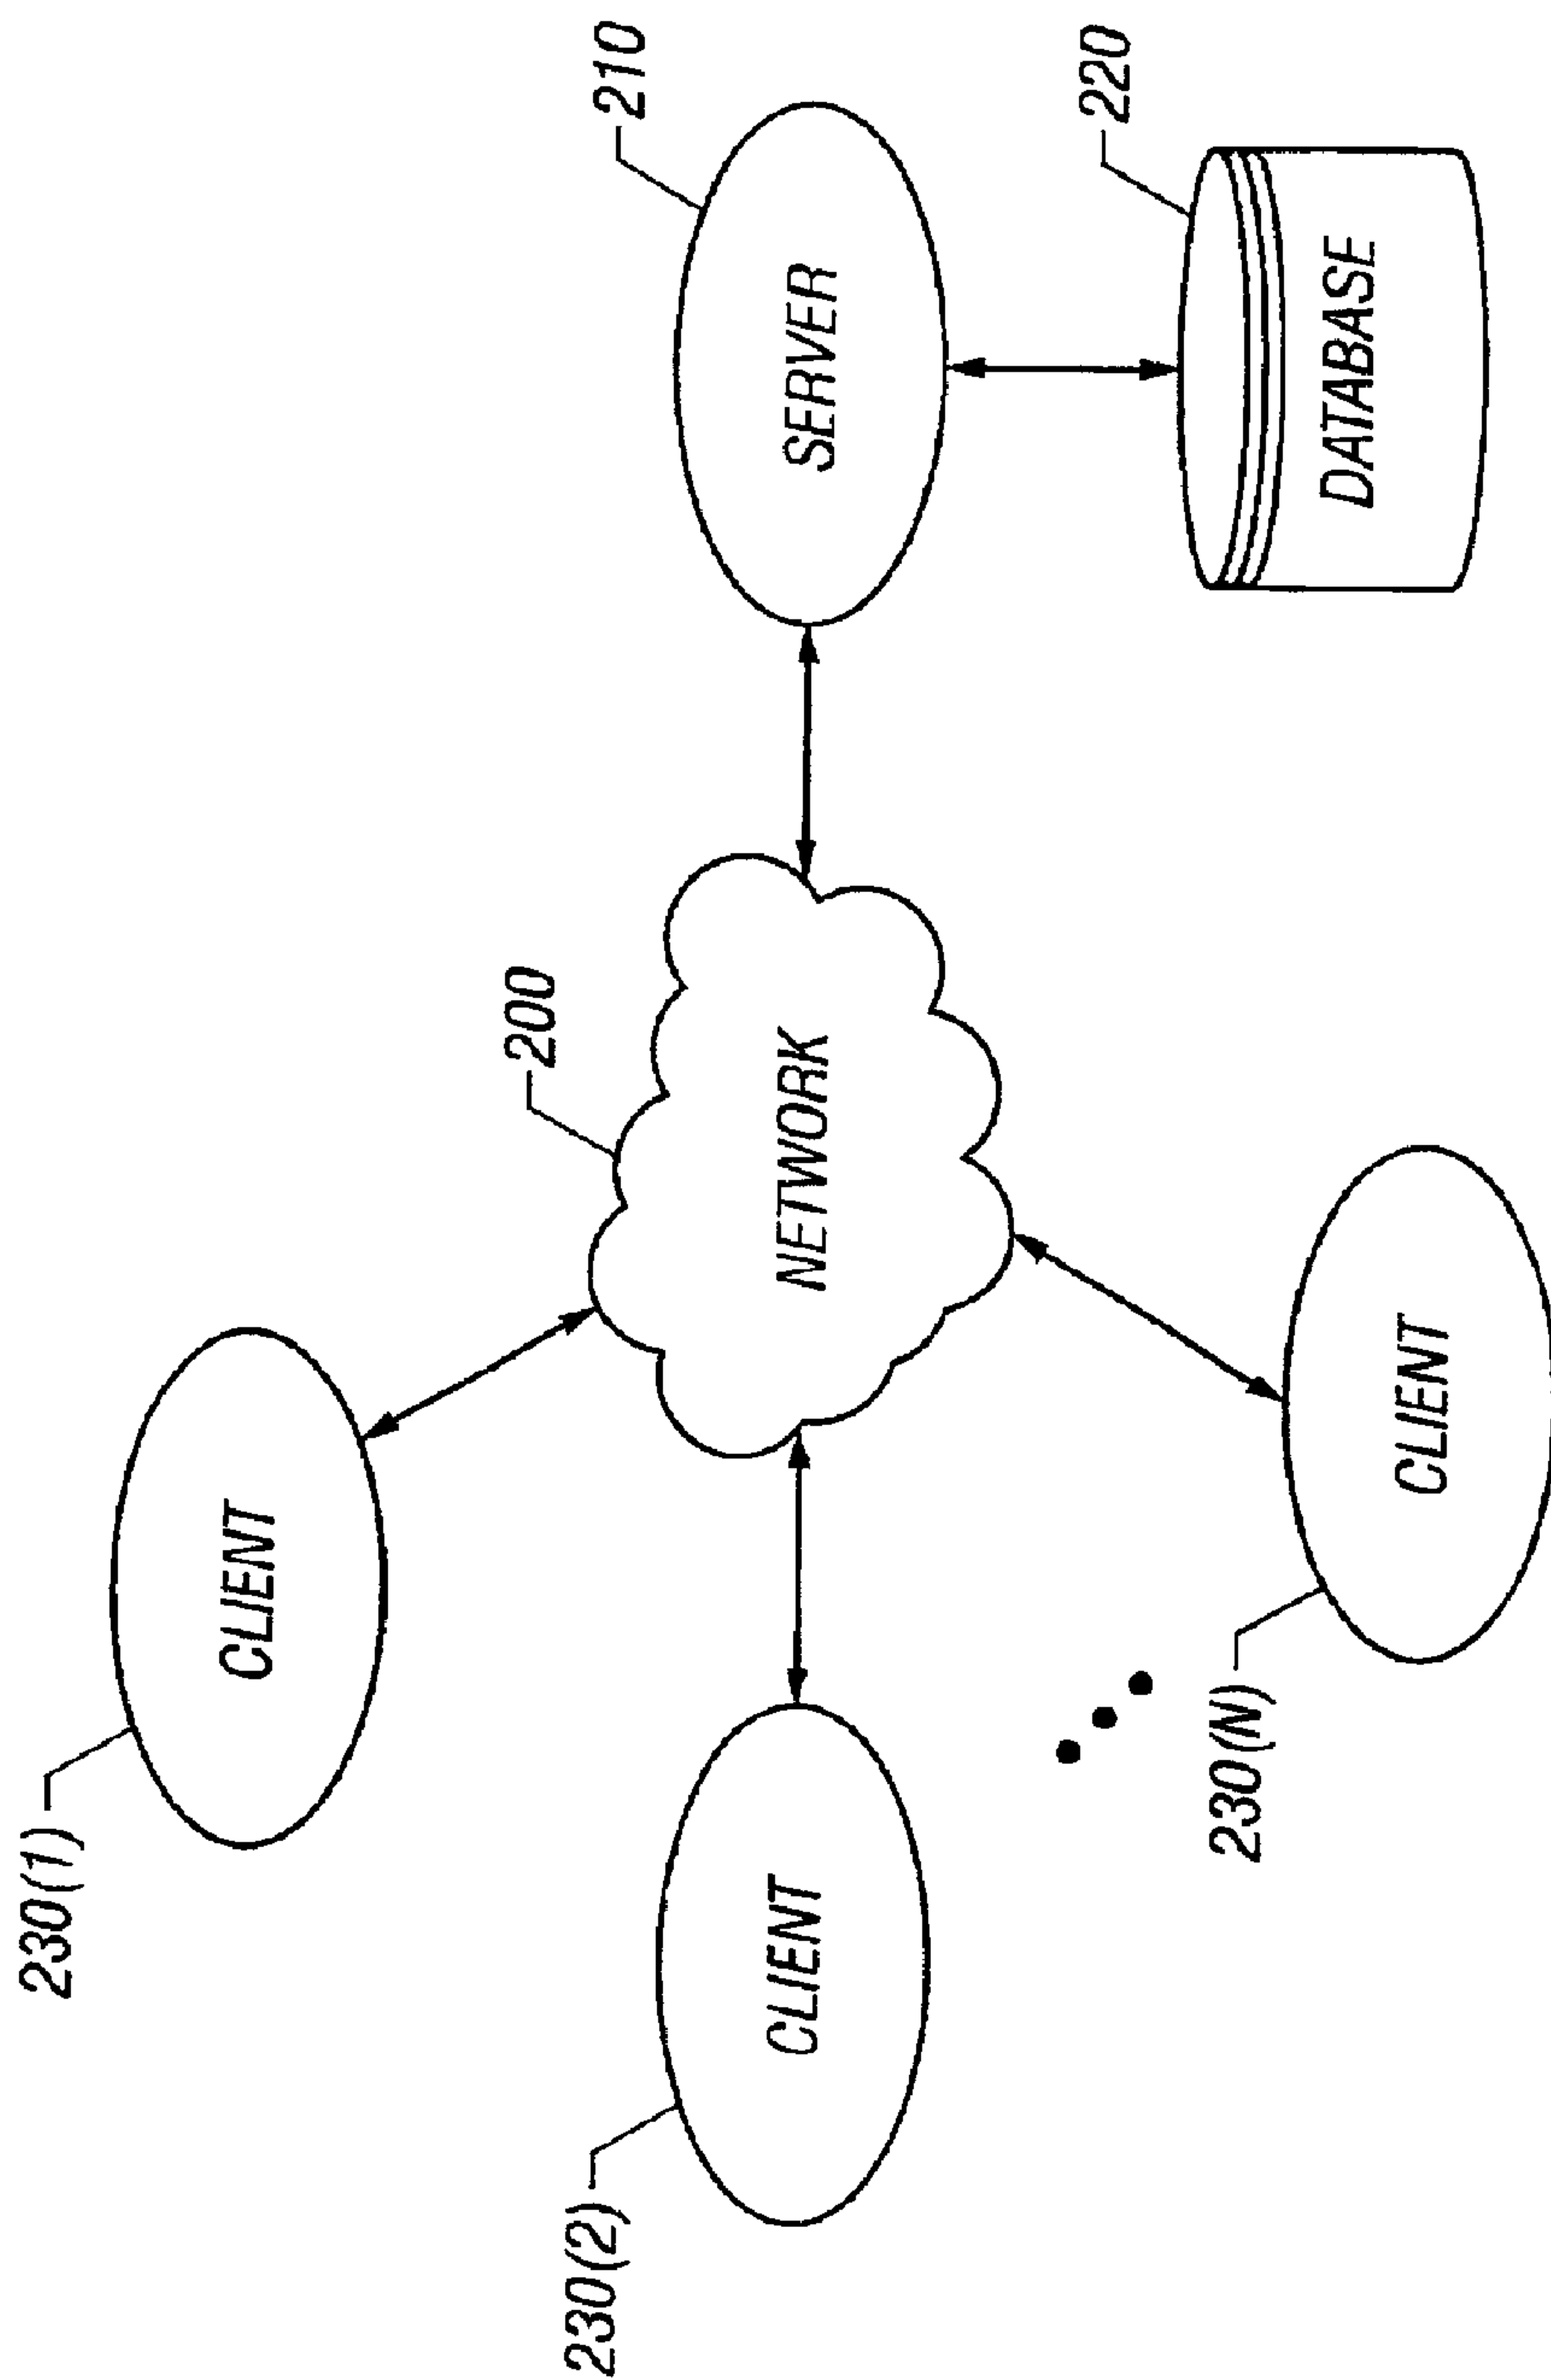 230(1)
CLIENT
200
210
230(2)
CLIENT
NETWORK
SERVER
230(N)
CLIENT
220
DATABASE